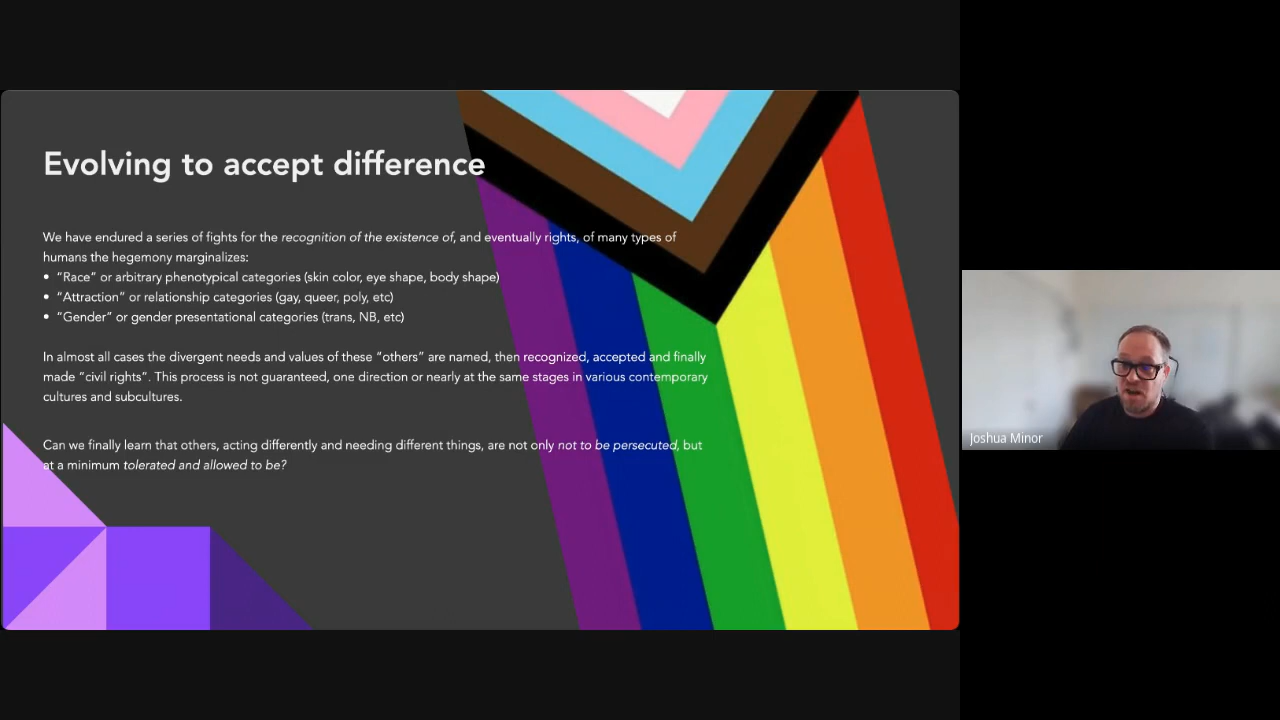 Evolving to accept difference
We have endured a series of fights for the recognition of the existence of, and eventually rights, of many types of
humans the hegemony marginalizes:
• “Race” or arbitrary phenotypical categories (skin color, eye shape, body shape)
• “Attraction” or relationship categories (gay, queer, poly, etc)
• “Gender” or gender presentational categories (trans, NB, etc)
In almost all cases the divergent needs and values of these “others” are named, then recognized, accepted and finally
made “civil rights”. This process is not guaranteed, one direction or nearly at the same stages in various contemporary
cultures and subcultures.
Can we finally learn that others, acting differently and needing different things, are not only not to be persecuted, but
at a minimum tolerated and allowed to be?
Joshua Minor